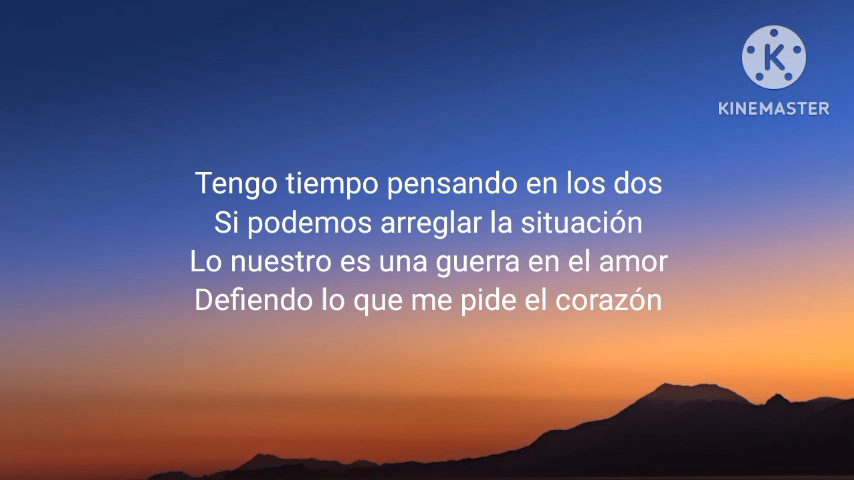 KINEMASTER
Tengo tiempo pensando en los dos
Si podemos arreglar la situación
Lo nuestro es una guerra en el amor
Defiendo lo que me pide el corazón